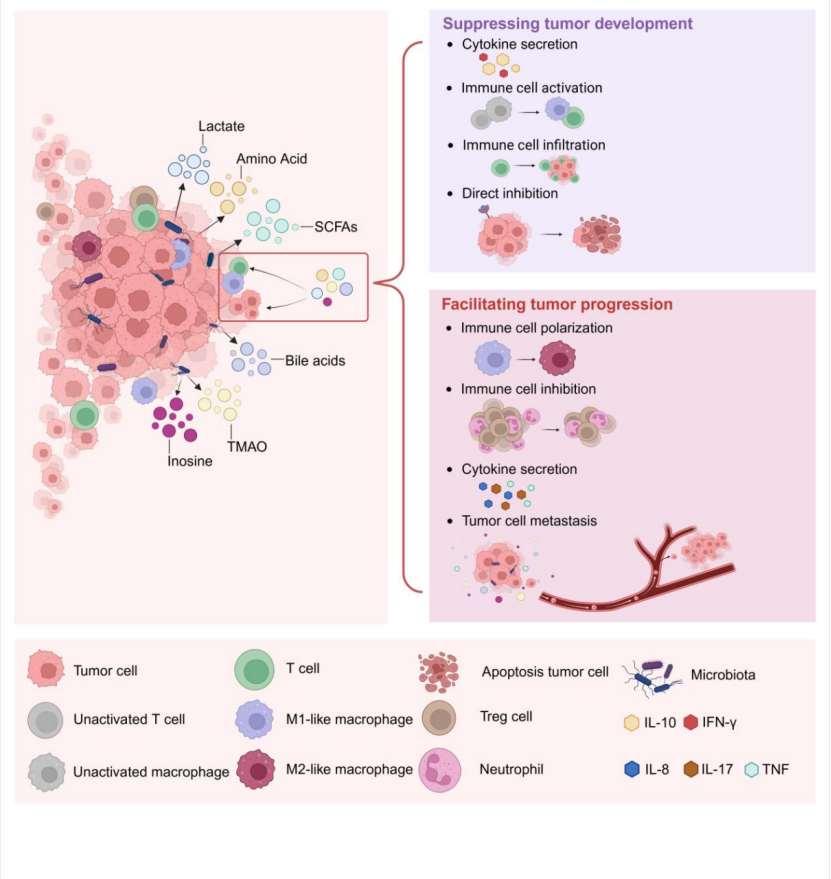 Suppressing tumor development
• Cytokine secretion
• Immune cell activation
• Immune cell infiltration
• Direct inhibition
Lactate
Amino Acid
SCFAs
Bile acids
TMAO
Inosine
Facilitating tumor progression
• Immune cell polarization
• Immune cell inhibition
• Cytokine secretion
• Tumor cell metastasis
Tumor cell
T cell
Apoptosis tumor cell
Microbiota
Unactivated T cell
M1-like macrophage
Treg cell
IL-10
IFN-γ
Unactivated macrophage
M2-like macrophage
Neutrophil
IL-8
IL-17
TNF